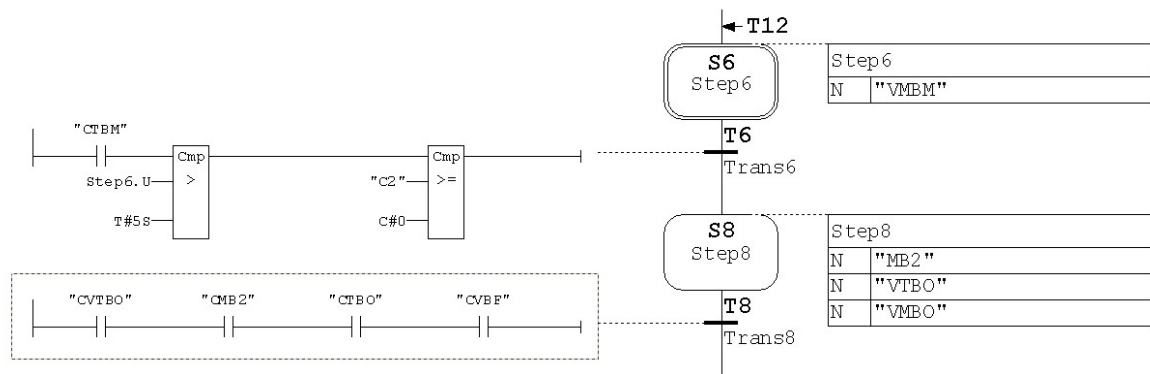 T12
S6
Step6
Step6
N "VMBM"
"CTBM"
Cmp
>
Step6.U
T#5S
Cmp
>=
"C2"
C#0
T6
Trans6
S8
Step8
Step8
N "MB2"
N "VTBO"
N "VMBO"
"CVTBO" "CMB2" "CTBO" "CVBF"
T8
Trans8